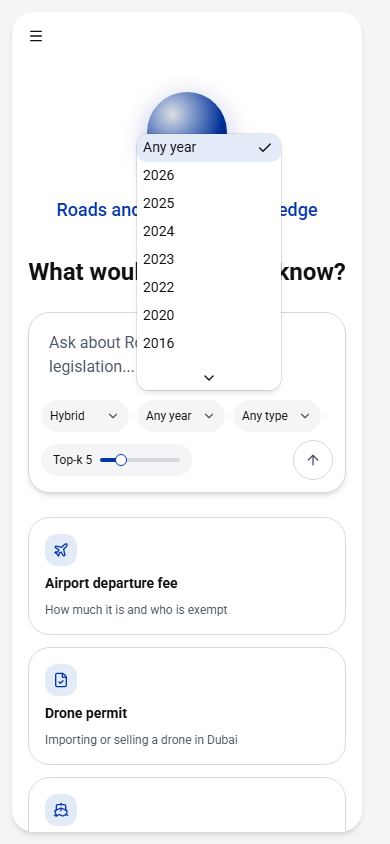 Any year
2026
2025
2024
2023
2022
2020
2016
Roads and
What
know?
Ask about
legislation...
Hybrid
Any year
Any type
Top-k 5
Airport departure fee
How much it is and who is exempt
Drone permit
Importing or selling a drone in Dubai